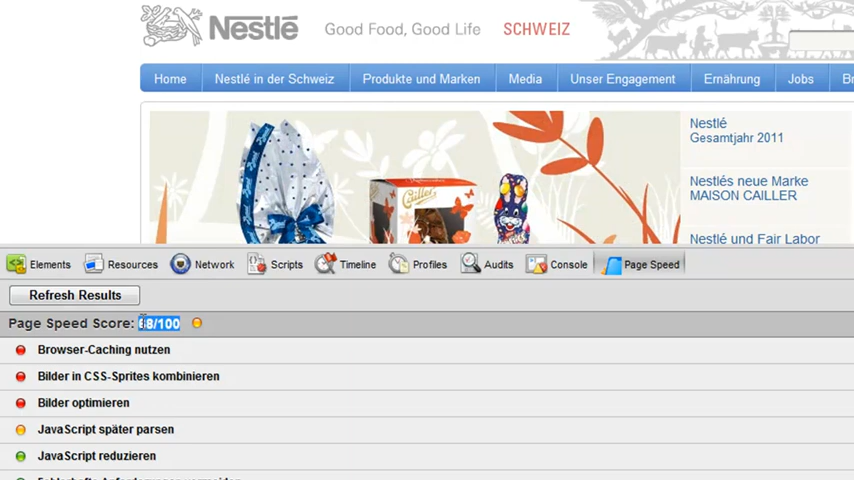 Nestlé Good Food, Good Life SCHWEIZ
Home Nestlé in der Schweiz Produkte und Marken Media Unser Engagement Ernährung Jobs
Nestlé
Gesamtjahr 2011
Cailler
Nestlés neue Marke
MAISON CAILLER
Nestlé und Fair Labor
Elements Resources Network Scripts Timeline Profiles Audits Console Page Speed
Refresh Results
Page Speed Score: 68/100
Browser-Caching nutzen
Bilder in CSS-Sprites kombinieren
Bilder optimieren
JavaScript später parsen
JavaScript reduzieren